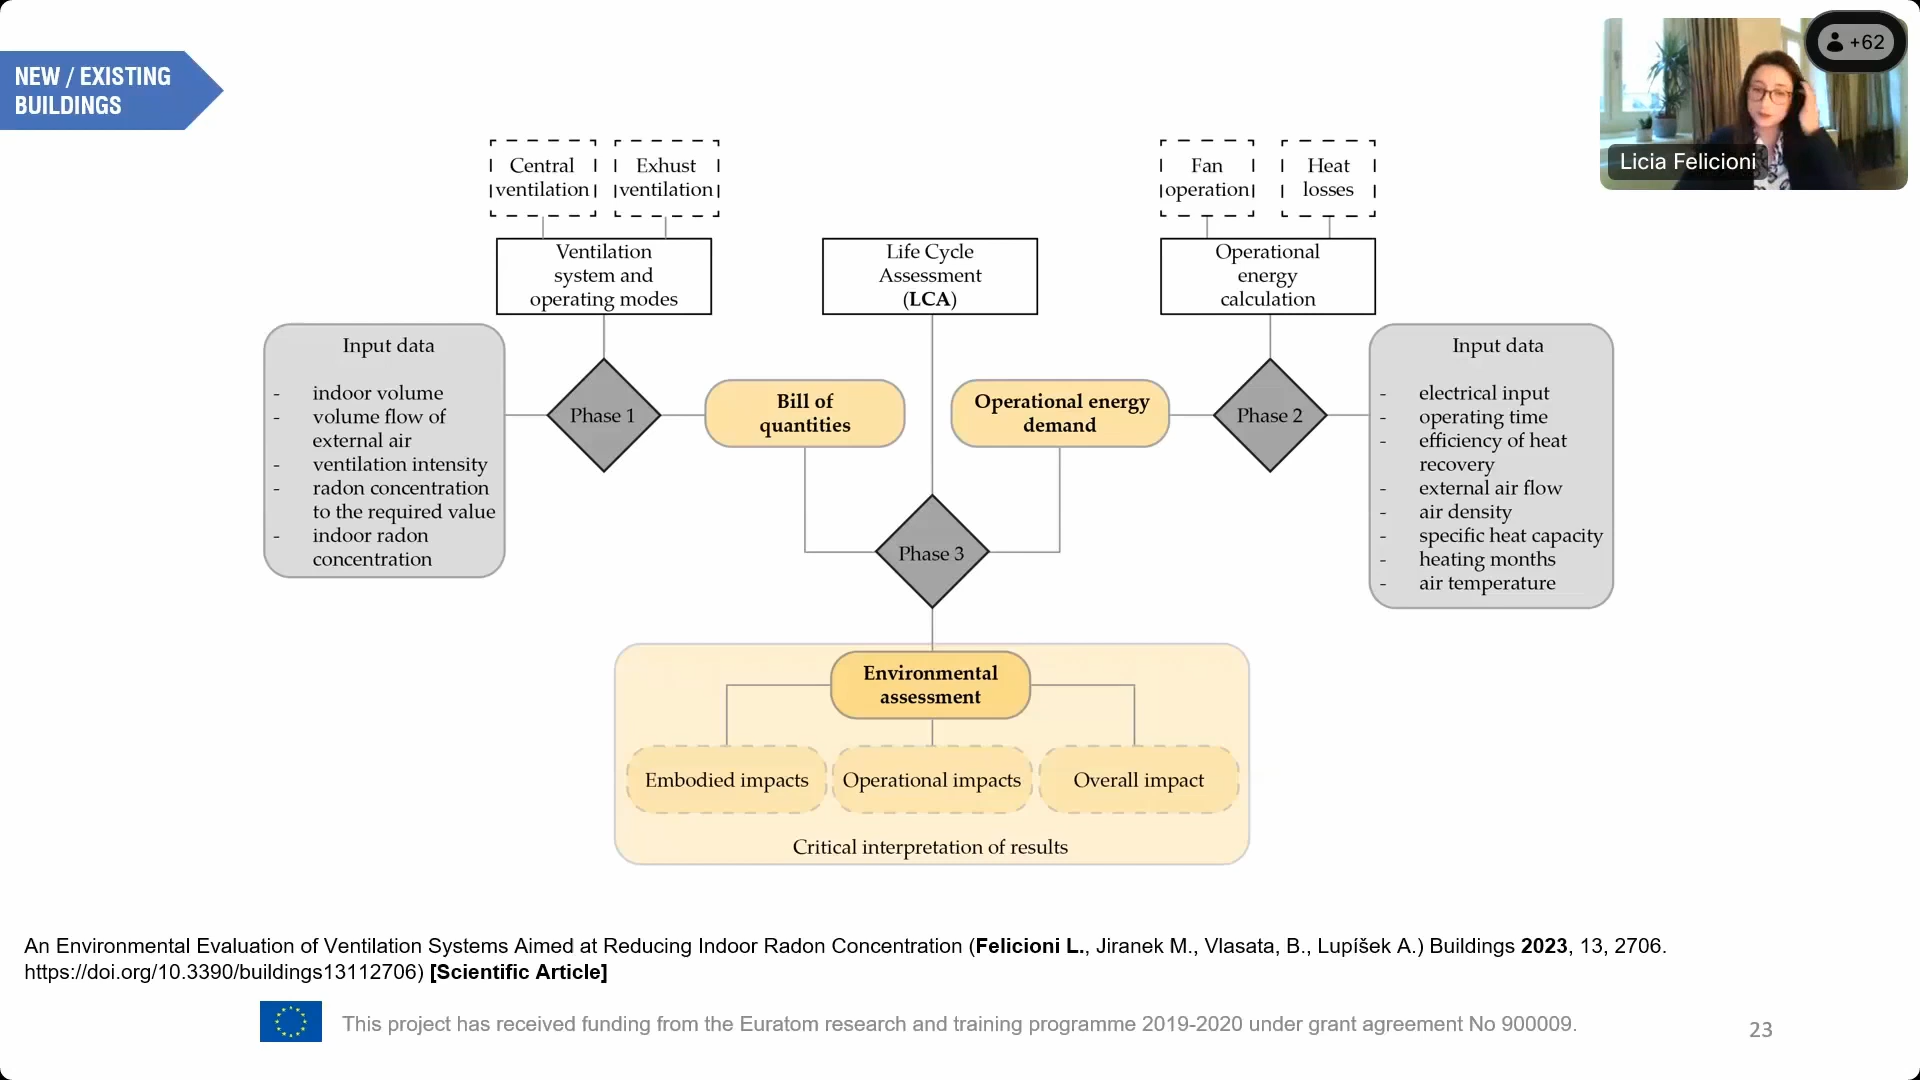 NEW / EXISTING
BUILDINGS
+62
Licia Felicioni
Central
ventilation
Exhust
ventilation
Fan
operation
Heat
losses
Ventilation
system and
operating modes
Life Cycle
Assessment
(LCA)
Operational
energy
calculation
Input data
- indoor volume
- volume flow of
external air
- ventilation intensity
- radon concentration
to the required value
- indoor radon
concentration
Phase 1
Bill of
quantities
Operational energy
demand
Phase 2
Input data
- electrical input
- operating time
- efficiency of heat
recovery
- external air flow
- air density
- specific heat capacity
- heating months
- air temperature
Phase 3
Environmental
assessment
Embodied impacts
Operational impacts
Overall impact
Critical interpretation of results
An Environmental Evaluation of Ventilation Systems Aimed at Reducing Indoor Radon Concentration (Felicioni L., Jiranek M., Vlasata, B., Lupíšek A.) Buildings 2023, 13, 2706.
https://doi.org/10.3390/buildings13112706) [Scientific Article]
This project has received funding from the Euratom research and training programme 2019-2020 under grant agreement No 900009.
23